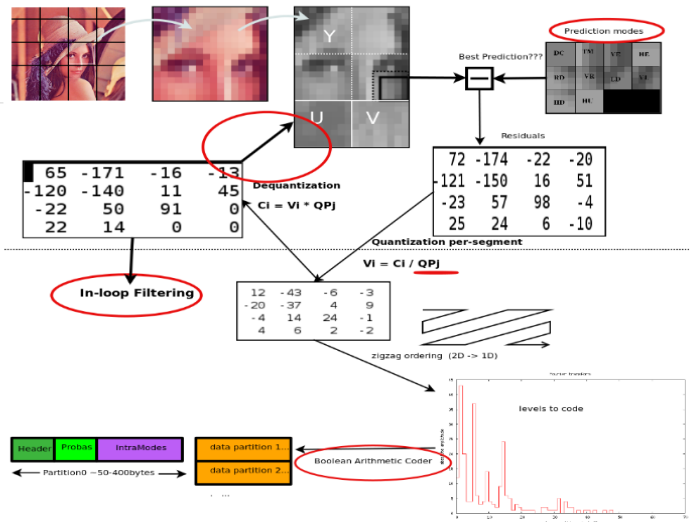 Prediction modes
Y
Best Prediction???
DC
TM
VE
HE
RD
VR
LD
VL
HD
HU
U
V
Residuals
65 -171 -16 -13
-120 -140 11 45
-22 50 91 0
22 14 0 0
72 -174 -22 -20
-121 -150 16 51
-23 57 98 -4
25 24 6 -10
Dequantization
Ci = Vi * QPj
Quantization per-segment
Vi = Ci / QPj
In-loop Filtering
12 -43 -6 -3
-20 -37 4 9
-4 14 24 -1
4 6 2 -2
zigzag ordering (2D -> 1D)
levels to code
Header
Probas
IntraModes
data partition 1...
data partition 2...
Boolean Arithmetic Coder
Partition0 ~50-400bytes